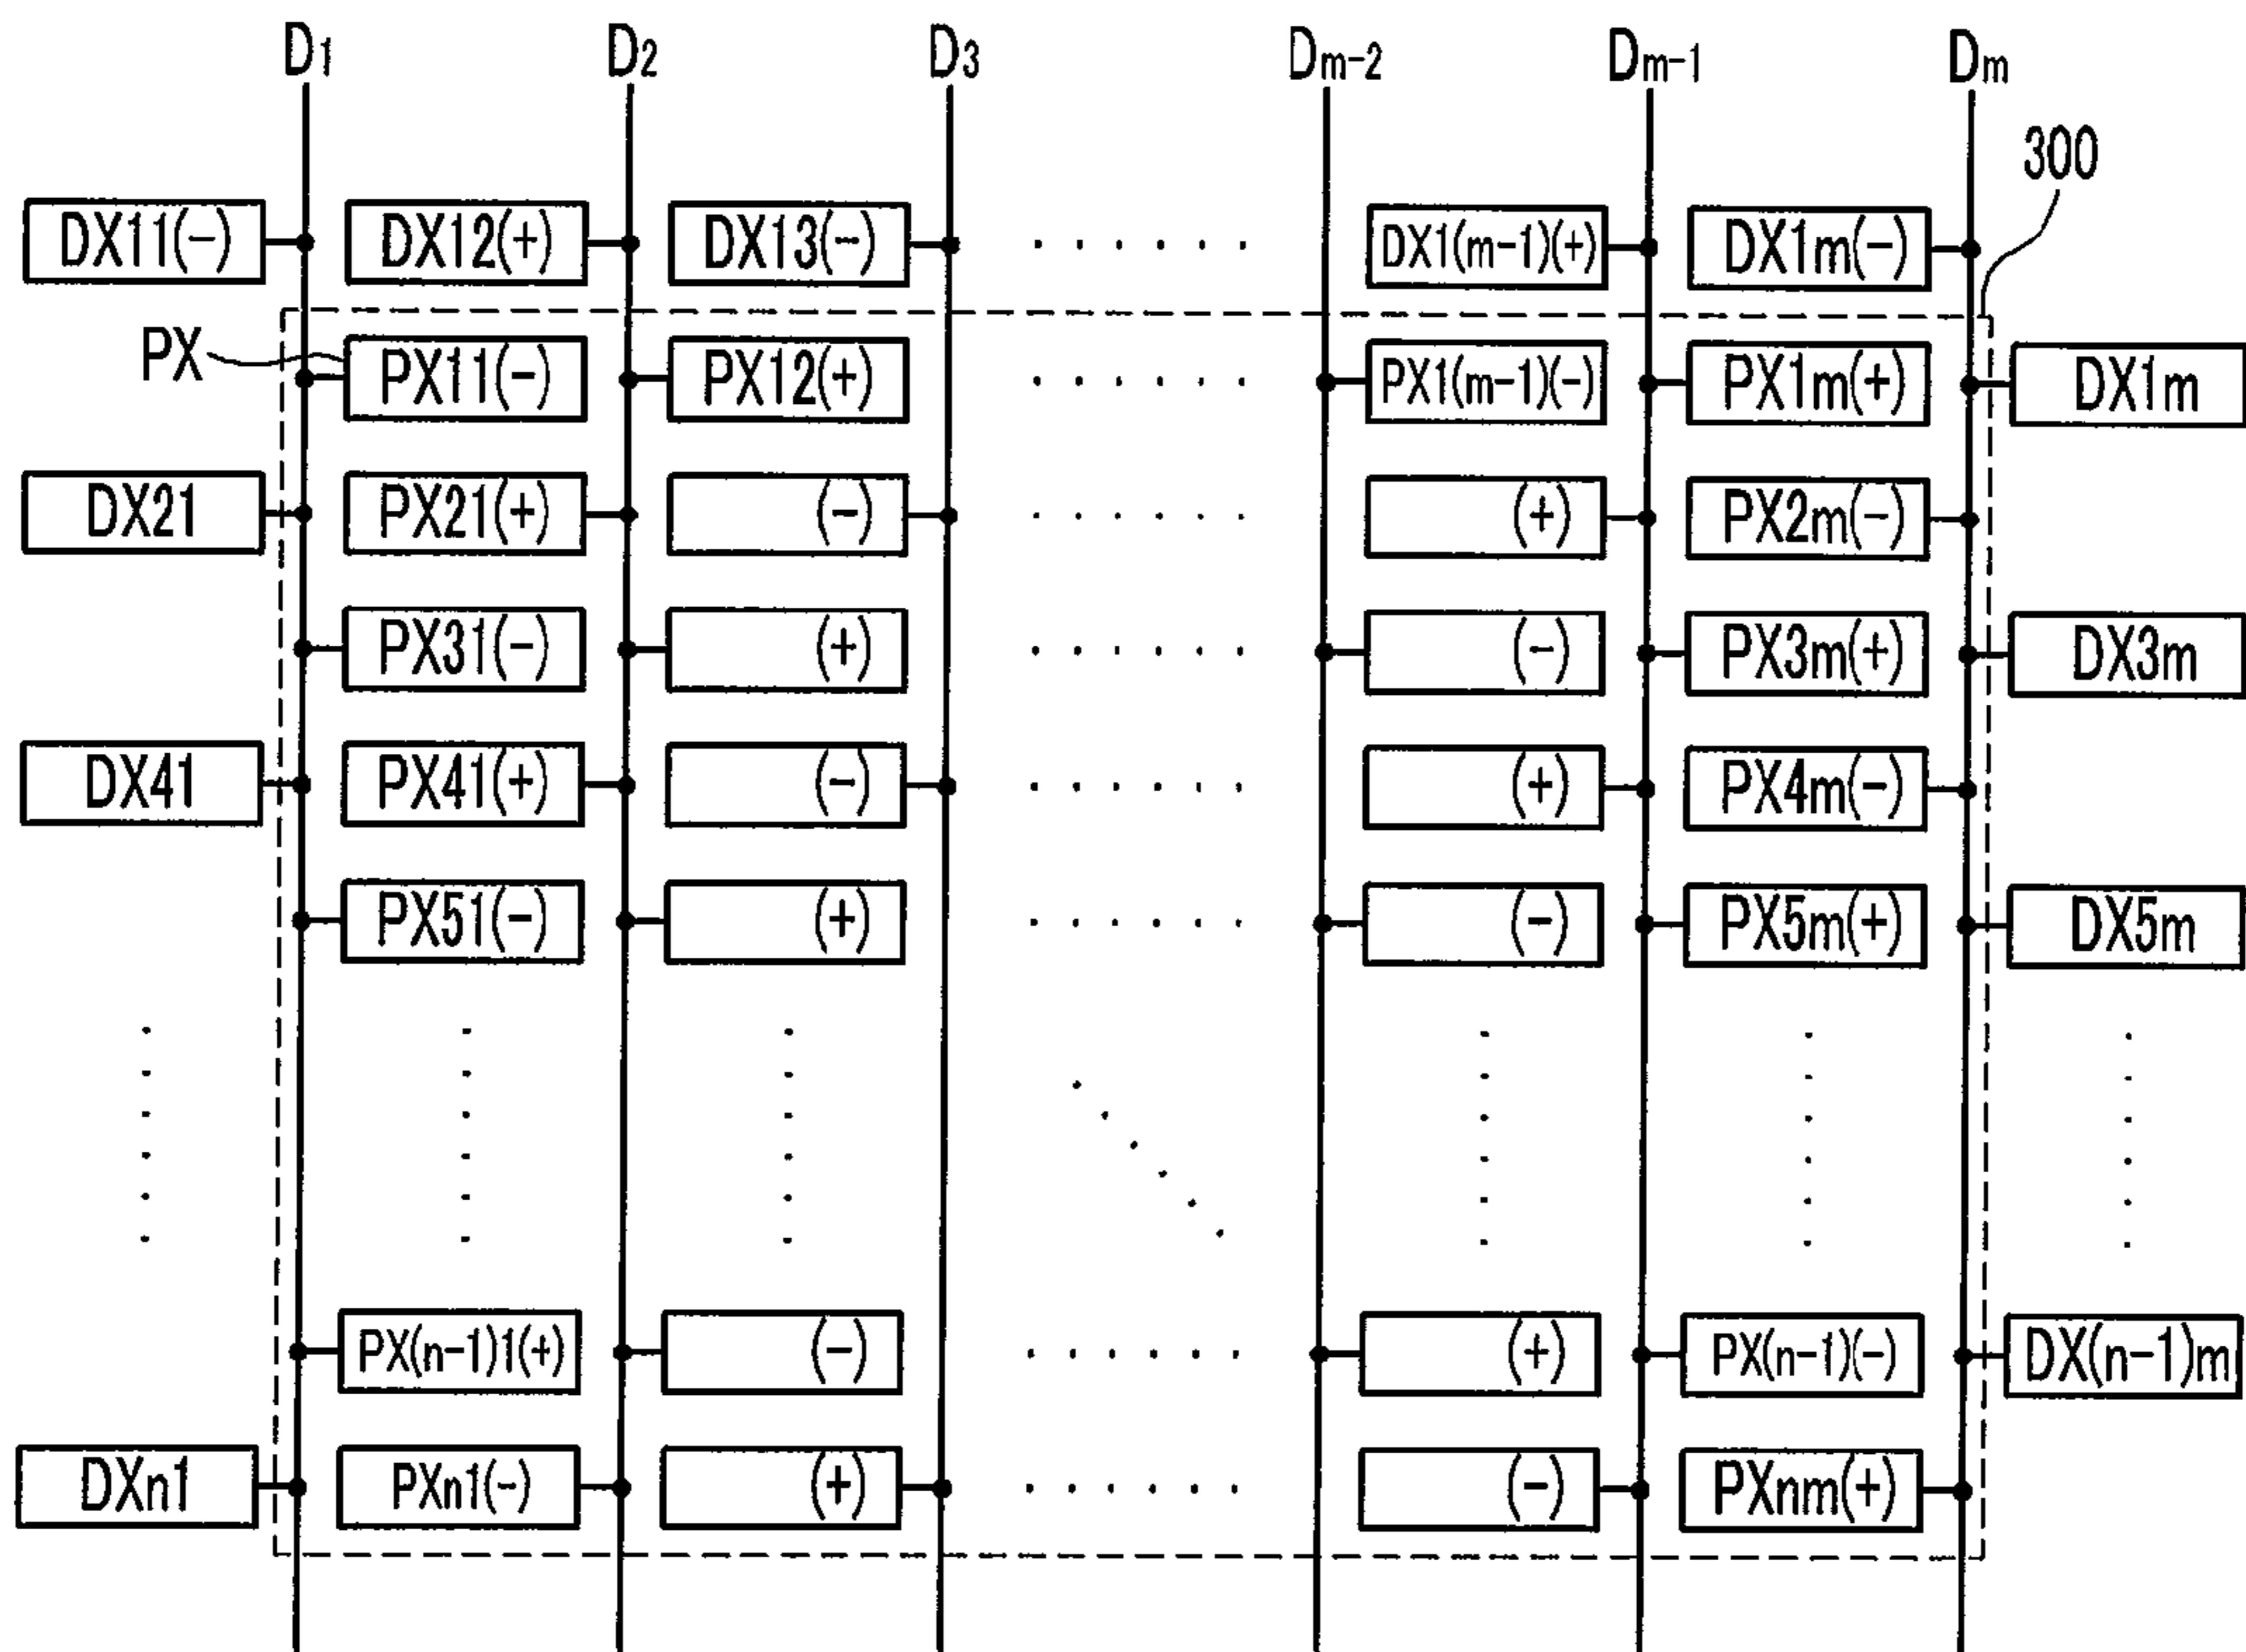 D1 D2 D3 Dm-2 Dm-1 Dm
300
DX11(-) DX12(+) DX13(-) ...... DX1(m-1)(+) DX1m(-)
PX PX11(-) PX12(+) ...... PX1(m-1)(-) PX1m(+) DX1m
DX21 PX21(+) (-) ...... (+) PX2m(-)
PX31(-) (+) ...... (-) PX3m(+) DX3m
DX41 PX41(+) (-) ...... (+) PX4m(-)
PX51(-) (+) ...... (-) PX5m(+) DX5m
PX(n-1)1(+) (-) ...... (+) PX(n-1)(-) DX(n-1)m
DXn1 PXn1(-) (+) ...... (-) PXnm(+)